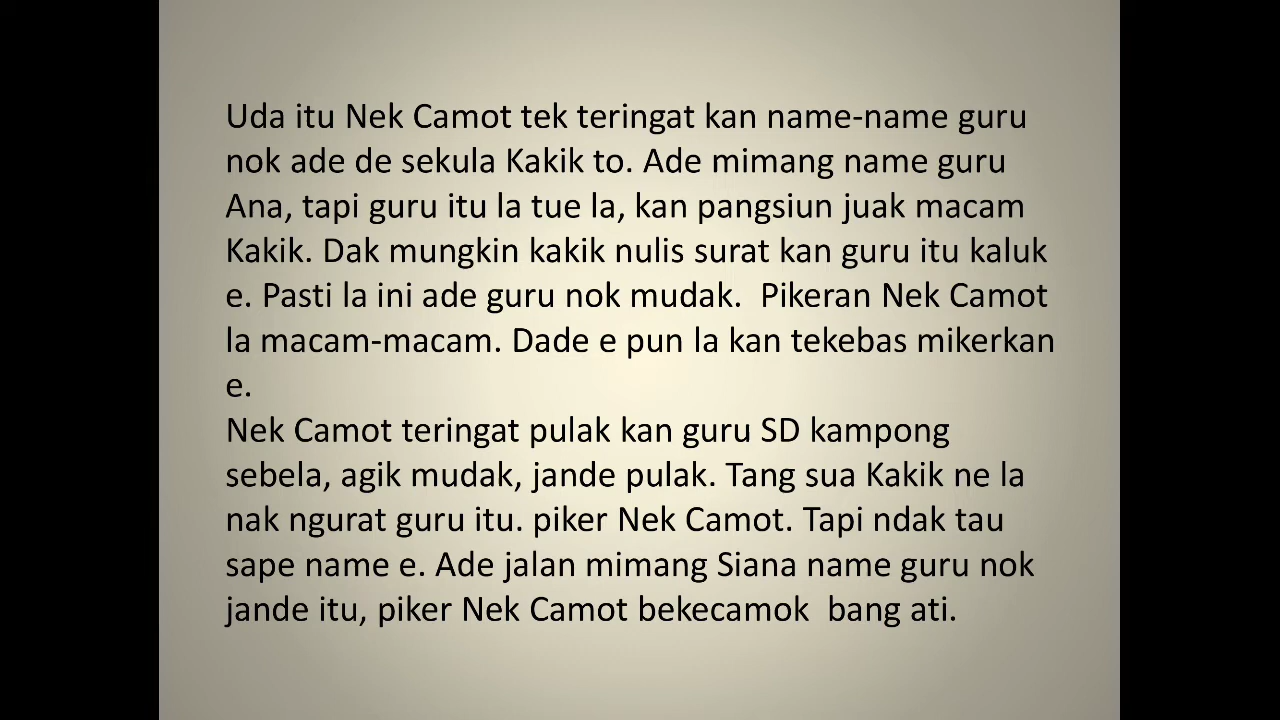 Uda itu Nek Camot tek teringat kan name-name guru
nok ade de sekula Kakik to. Ade mimang name guru
Ana, tapi guru itu la tue la, kan pangsiun juak macam
Kakik. Dak mungkin kakik nulis surat kan guru itu kaluk
e. Pasti la ini ade guru nok mudak.  Pikeran Nek Camot
la macam-macam. Dade e pun la kan tekebas mikerkan
e.
Nek Camot teringat pulak kan guru SD kampong
sebela, agik mudak, jande pulak. Tang sua Kakik ne la
nak ngurat guru itu. piker Nek Camot. Tapi ndak tau
sape name e. Ade jalan mimang Siana name guru nok
jande itu, piker Nek Camot bekecamok  bang ati.